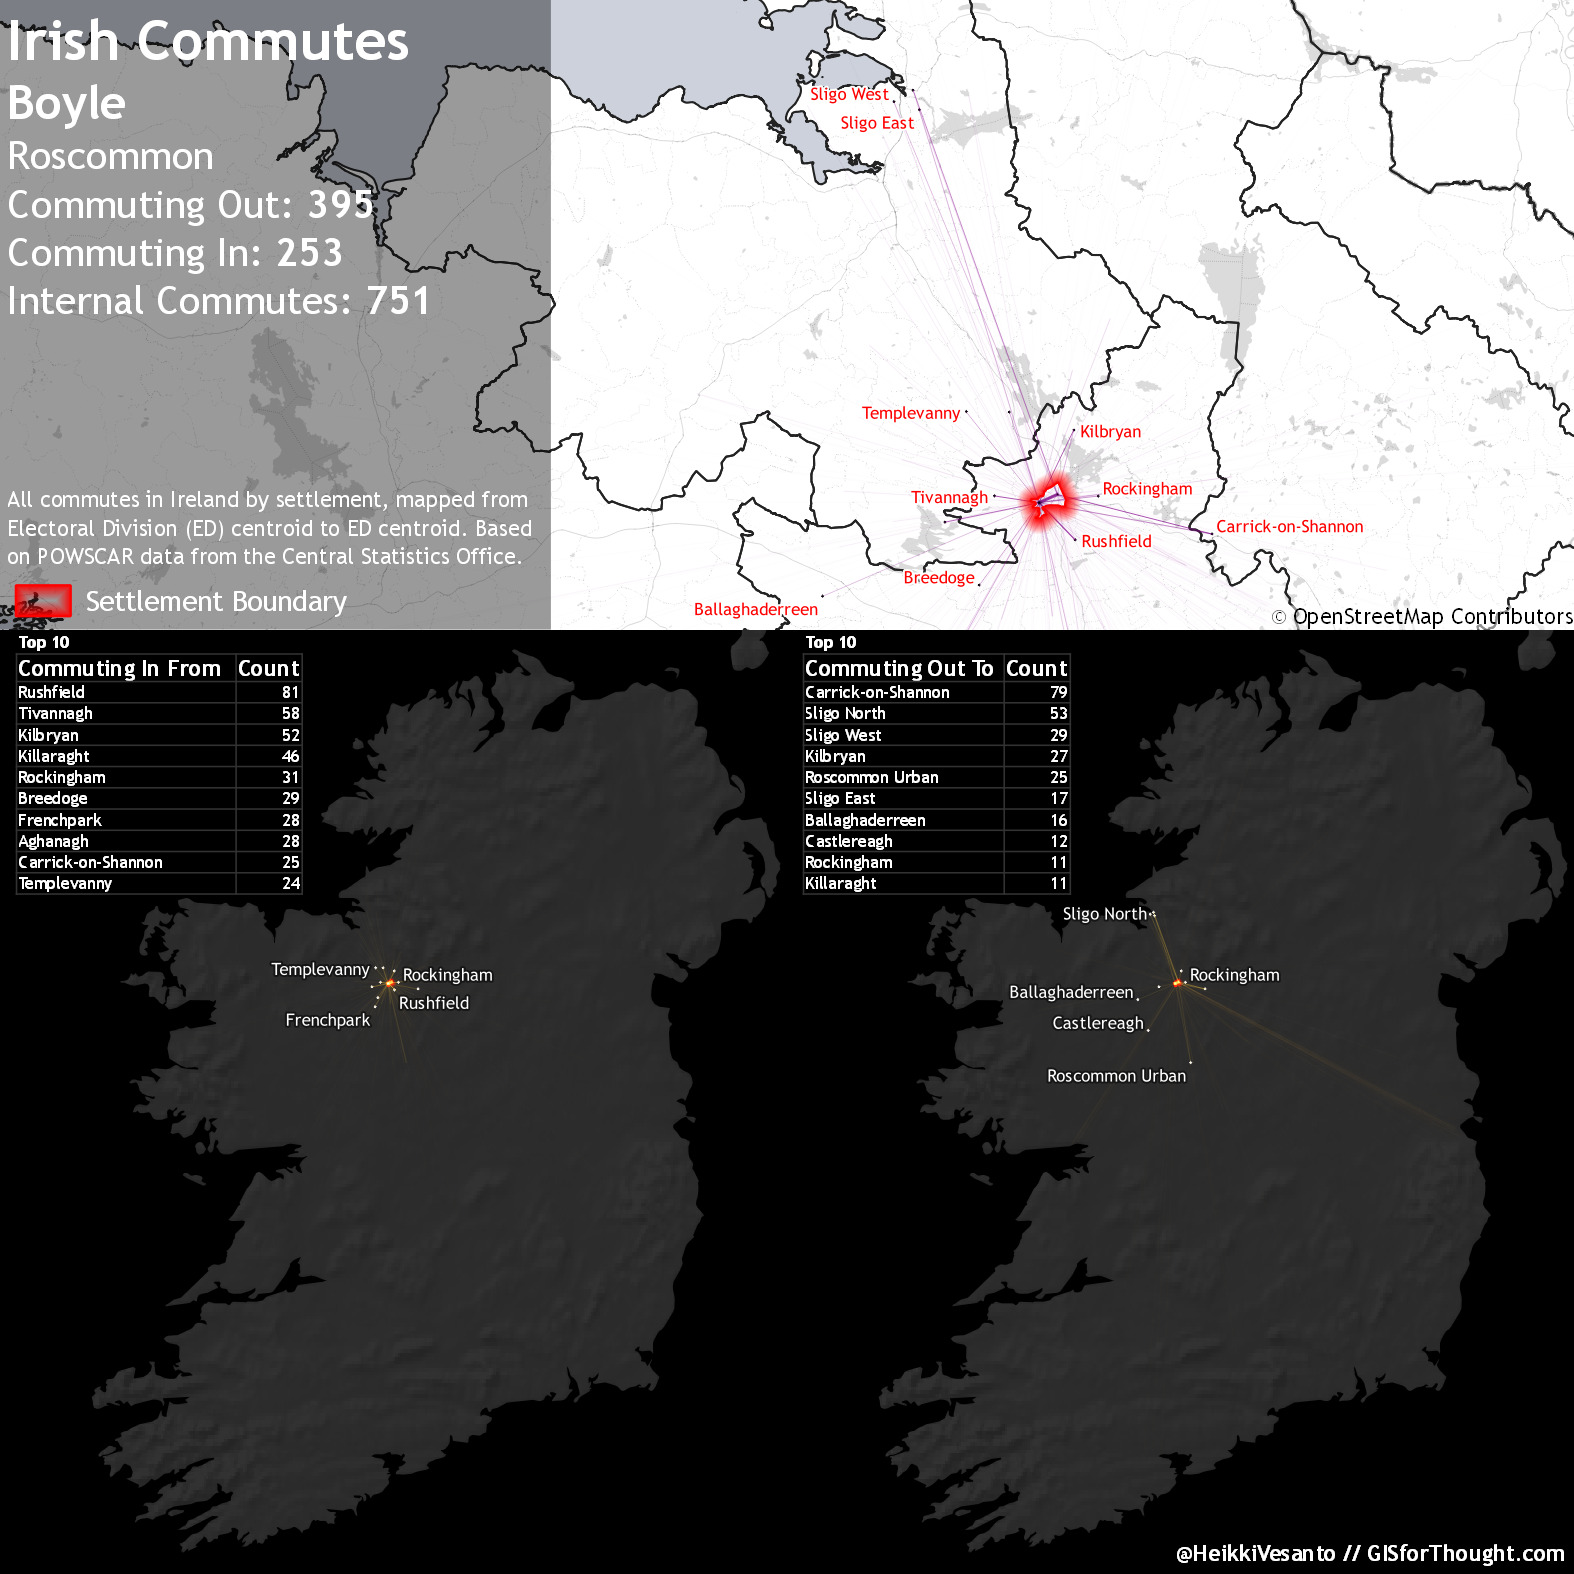 Irish Commutes
Boyle
Roscommon
Commuting Out: 395
Commuting In: 253
Internal Commutes: 751
All commutes in Ireland by settlement, mapped from
Electoral Division (ED) centroid to ED centroid. Based
on POWSCAR data from the Central Statistics Office.
Settlement Boundary
Sligo West
Sligo East
Templevanny
Kilbryan
Tivannagh
Rockingham
Carrick-on-Shannon
Rushfield
Breedoge
Ballaghaderreen
© OpenStreetMap Contributors
Top 10
Commuting In From Count
Rushfield 81
Tivannagh 58
Kilbryan 52
Killaraght 46
Rockingham 31
Breedoge 29
Frenchpark 28
Aghanagh 28
Carrick-on-Shannon 25
Templevanny 24
Templevanny
Rockingham
Rushfield
Frenchpark
Top 10
Commuting Out To Count
Carrick-on-Shannon 79
Sligo North 53
Sligo West 29
Kilbryan 27
Roscommon Urban 25
Sligo East 17
Ballaghaderreen 16
Castlereagh 12
Rockingham 11
Killaraght 11
Sligo North
Rockingham
Ballaghaderreen
Castlereagh
Roscommon Urban
@HeikkiVesanto // GISforThought.com